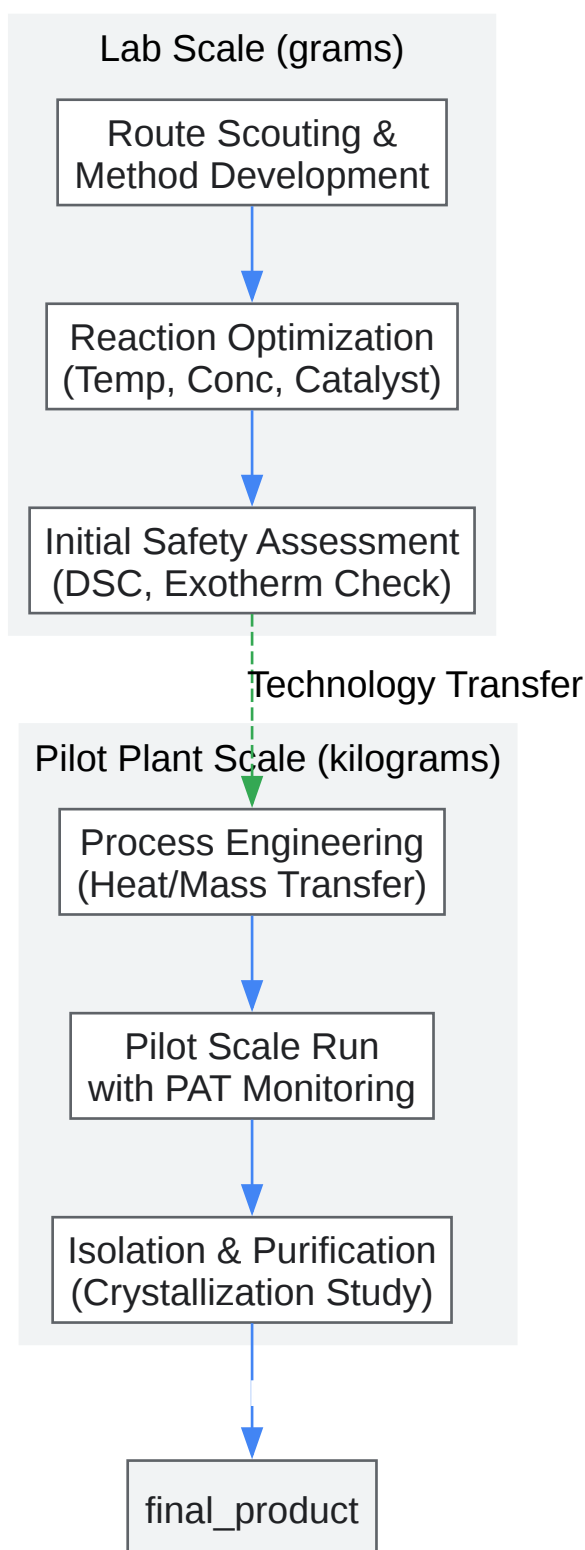 Lab Scale (grams)
Route Scouting &
Method Development
Reaction Optimization
(Temp, Conc, Catalyst)
Initial Safety Assessment
(DSC, Exotherm Check)
Technology Transfer
Pilot Plant Scale (kilograms)
Process Engineering
(Heat/Mass Transfer)
Pilot Scale Run
with PAT Monitoring
Isolation & Purification
(Crystallization Study)
final_product